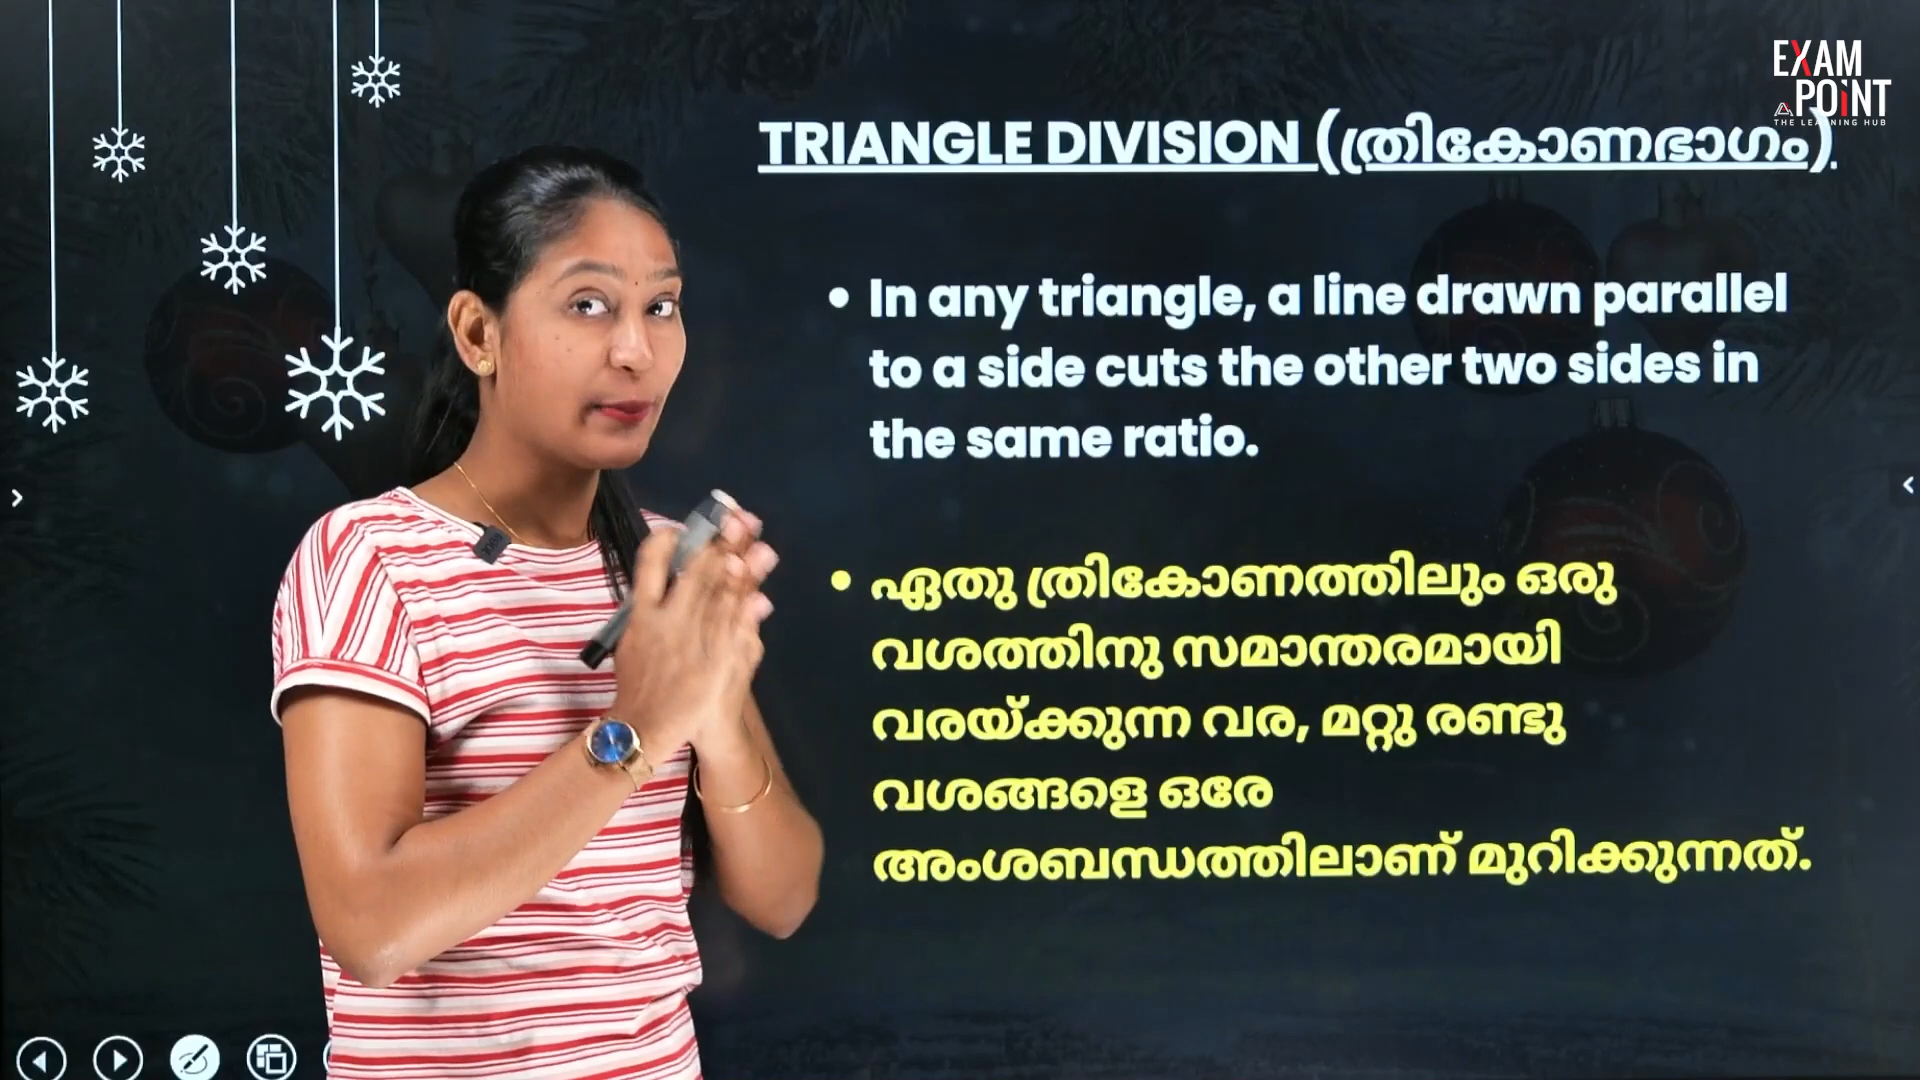 EXAM
POINT
THE LEARNING HUB
TRIANGLE DIVISION (ത്രികോണഭാഗം).
• In any triangle, a line drawn parallel
to a side cuts the other two sides in
the same ratio.
• ഏതു ത്രികോണത്തിലും ഒരു
വശത്തിനു സമാന്തരമായി
വരയ്ക്കുന്ന വര, മറ്റു രണ്ടു
വശങ്ങളെ ഒരേ
അംശബന്ധത്തിലാണ് മുറിക്കുന്നത്.